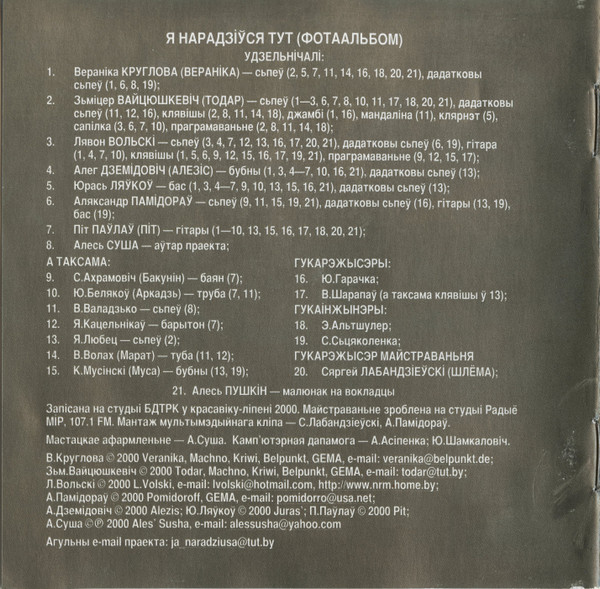 Я НАРАДЗІЎСЯ ТУТ (ФОТААЛЬБОМ)
УДЗЕЛЬНІЧАЛІ:
1. Вераніка КРУГЛОВА (ВЕРАНІКА) — сьпеў (2, 5, 7, 11, 14, 16, 18, 20, 21), дадатковы
сьпеў (1, 6, 8, 19);
2. Зьміцер ВАЙЦЮШКЕВІЧ (ТОДАР) — сьпеў (1—3, 6, 7, 8, 10, 11, 17, 18, 20, 21), дадатковы
сьпеў (11, 12, 16), клявішы (2, 8, 11, 14, 18), джамбі (1, 16), мандаліна (11), клярнэт (5),
сапілка (3, 6, 7, 10), праграмаваньне (2, 8, 11, 14, 18);
3. Лявон ВОЛЬСКІ — сьпеў (3, 4, 7, 12, 13, 16, 17, 20, 21), дадатковы сьпеў (6, 19), гітара
(1, 4, 7, 10), клявішы (1, 5, 6, 9, 12, 15, 16, 17, 19, 21), праграмаваньне (9, 12, 15, 17);
4. Алег ДЗЕМІДОВІЧ (АЛЕЗІС) — бубны (1, 3, 4—7, 10, 16, 21), дадатковы сьпеў (13);
5. Юрась ЛЯЎКОЎ — бас (1, 3, 4—7, 9, 10, 13, 15, 16, 21), дадатковы сьпеў (13);
6. Аляксандр ПАМІДОРАЎ — сьпеў (9, 11, 15, 19, 21), дадатковы сьпеў (16), гітары (13, 19),
бас (19);
7. Піт ПАЎЛАЎ (ПІТ) — гітары (1—10, 13, 15, 16, 17, 18, 20, 21);
8. Алесь СУША — аўтар праекта;
А ТАКСАМА:
9. С.Ахрамовіч (Бакунін) — баян (7);
10. Ю.Белякоў (Аркадзь) — труба (7, 11);
11. В.Валадзько — сьпеў (8);
12. Я.Кацельнікаў — барытон (7);
13. Я.Любец — сьпеў (2);
14. В.Волах (Марат) — туба (11, 12);
15. К.Мусінскі (Муса) — бубны (13, 19);
ГУКАРЭЖЫСЭРЫ:
16. Ю.Гарачка;
17. В.Шарапаў (а таксама клявішы ў 13);
ГУКАІНЖЫНЭРЫ:
18. Э.Альтшулер;
19. С.Сьцяколенка;
ГУКАРЭЖЫСЭР МАЙСТРАВАНЬНЯ
20. Сяргей ЛАБАНДЗІЕЎСКІ (ШЛЁМА);
21. Алесь ПУШКІН — малюнак на вокладцы
Запісана на студыі БДТРК у красавіку-ліпені 2000. Майстраваньне зроблена на студыі Радыё
МІР, 107.1 FM. Мантаж мультымэдыйнага кліпа — С.Лабандзіеўскі, А.Памідораў.
Мастацкае афармленьне — А.Суша. Камп'ютэрная дапамога — А.Асіпенка; Ю.Шамкаловіч.
В.Круглова © 2000 Veranika, Machno, Kriwi, Belpunkt, GEMA, e-mail: veranika@belpunkt.de;
Зьм.Вайцюшкевіч © 2000 Todar, Machno, Kriwi, Belpunkt, GEMA, e-mail: todar@tut.by;
Л.Вольскі © 2000 L.Volski, e-mail: lvolski@hotmail.com, http://www.nrm.home.by;
А.Памідораў © 2000 Pomidoroff, GEMA, e-mail: pomidorro@usa.net;
А.Дземідовіч © 2000 Alezis; Ю.Ляўкоў © 2000 Juras'; П.Паўлаў © 2000 Pit;
А.Суша ©℗ 2000 Ales' Susha, e-mail: alessusha@yahoo.com
Агульны e-mail праекта: ja_naradziusa@tut.by